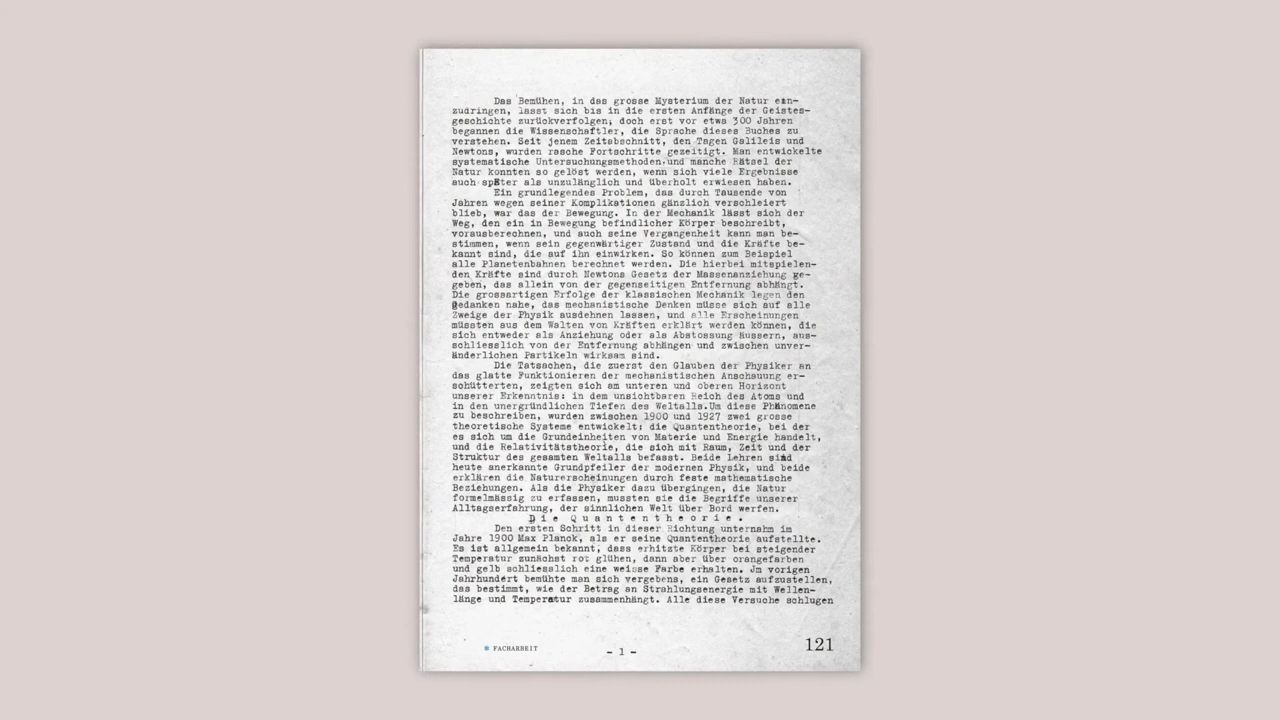 Das Bemühen, in das grosse Mysterium der Natur ein-
zudringen, lasst sich bis in die ersten Anfänge der Geistes-
geschichte zurückverfolgen, doch erst vor etwa 300 Jahren
begannen die Wissenschaftler, die Sprache dieses Buches zu
verstehen. Seit jenem Zeitabschnitt, den Tagen Galileis und
Newtons, wurden rasche Fortschritte gezeitigt. Man entwickelte
systematische Untersuchungsmethoden.und manche Rätsel der
Natur konnten so gelöst werden, wenn sich viele Ergebnisse
auch später als unzulänglich und überholt erwiesen haben.
Ein grundlegendes Problem, das durch Tausende von
Jahren wegen seiner Komplikationen gänzlich verschleiert
blieb, war das der Bewegung. In der Mechanik lässt sich der
Weg, den ein in Bewegung befindlicher Körper beschreibt,
vorausberechnen, und auch seine Vergangenheit kann man be-
stimmen, wenn sein gegenwärtiger Zustand und die Kräfte be-
kannt sind, die auf ihn einwirken. So können zum Beispiel
alle Planetenbahnen berechnet werden. Die hierbei mitspielen-
den Kräfte sind durch Newtons Gesetz der Massenanziehung ge-
geben, das allein von der gegenseitigen Entfernung abhängt.
Die grossartigen Erfolge der klassischen Mechanik legen den
Gedanken nahe, das mechanistische Denken müsse sich auf alle
Zweige der Physik ausdehnen lassen, und alle Erscheinungen
müssten aus dem Walten von Kräften erklärt werden können, die
sich entweder als Anziehung oder als Abstossung äussern, aus-
schliesslich von der Entfernung abhängen und zwischen unver-
änderlichen Partikeln wirksam sind.
Die Tatsachen, die zuerst den Glauben der Physiker an
das glatte Funktionieren der mechanistischen Anschauung er-
schütterten, zeigten sich am unteren und oberen Horizont
unserer Erkenntnis: in dem unsichtbaren Reich des Atoms und
in den unergründlichen Tiefen des Weltalls.Um diese Phänomene
zu beschreiben, wurden zwischen 1900 und 1927 zwei grosse
theoretische Systeme entwickelt: die Quantentheorie, bei der
es sich um die Grundeinheiten von Materie und Energie handelt,
und die Relativitätstheorie, die sich mit Raum, Zeit und der
Struktur des gesamten Weltalls befasst. Beide Lehren sind
heute anerkannte Grundpfeiler der modernen Physik, und beide
erklären die Naturerscheinungen durch feste mathematische
Beziehungen. Als die Physiker dazu übergingen, die Natur
formelmässig zu erfassen, mussten sie die Begriffe unserer
Alltagserfahrung, der sinnlichen Welt über Bord werfen.
D i e  Q u a n t e n t h e o r i e .
Den ersten Schritt in dieser Richtung unternahm im
Jahre 1900 Max Planck, als er seine Quantentheorie aufstellte.
Es ist allgemein bekannt, dass erhitzte Körper bei steigender
Temperatur zunächst rot glühen, dann aber über orangefarben
und gelb schliesslich eine weisse Farbe erhalten. Jm vorigen
Jahrhundert bemühte man sich vergebens, ein Gesetz aufzustellen,
das bestimmt, wie der Betrag an Strahlungsenergie mit Wellen-
länge und Temperatur zusammenhängt. Alle diese Versuche schlugen
FACHARBEIT
- 1 -
121